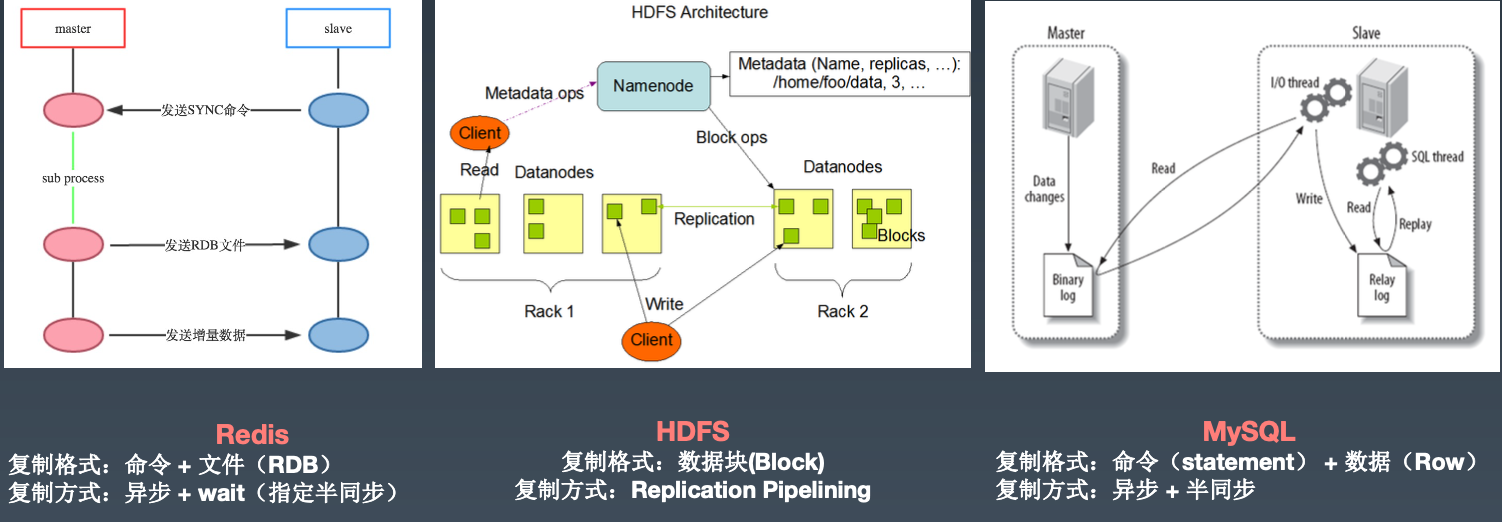 master
slave
发送SYNC命令
sub process
发送RDB文件
发送增量数据
HDFS Architecture
Metadata (Name, replicas, …):
/home/foo/data, 3, …
Namenode
Metadata ops
Client
Block ops
Read
Datanodes
Datanodes
Replication
Blocks
Rack 1
Write
Rack 2
Client
Master
Slave
I/O thread
SQL thread
Read
Data
changes
Write
Read
Replay
Binary
log
Relay
log
Redis
复制格式：命令 + 文件（RDB）
复制方式：异步 + wait（指定半同步）
HDFS
复制格式：数据块(Block)
复制方式：Replication Pipelining
MySQL
复制格式：命令（statement） + 数据（Row）
复制方式：异步 + 半同步